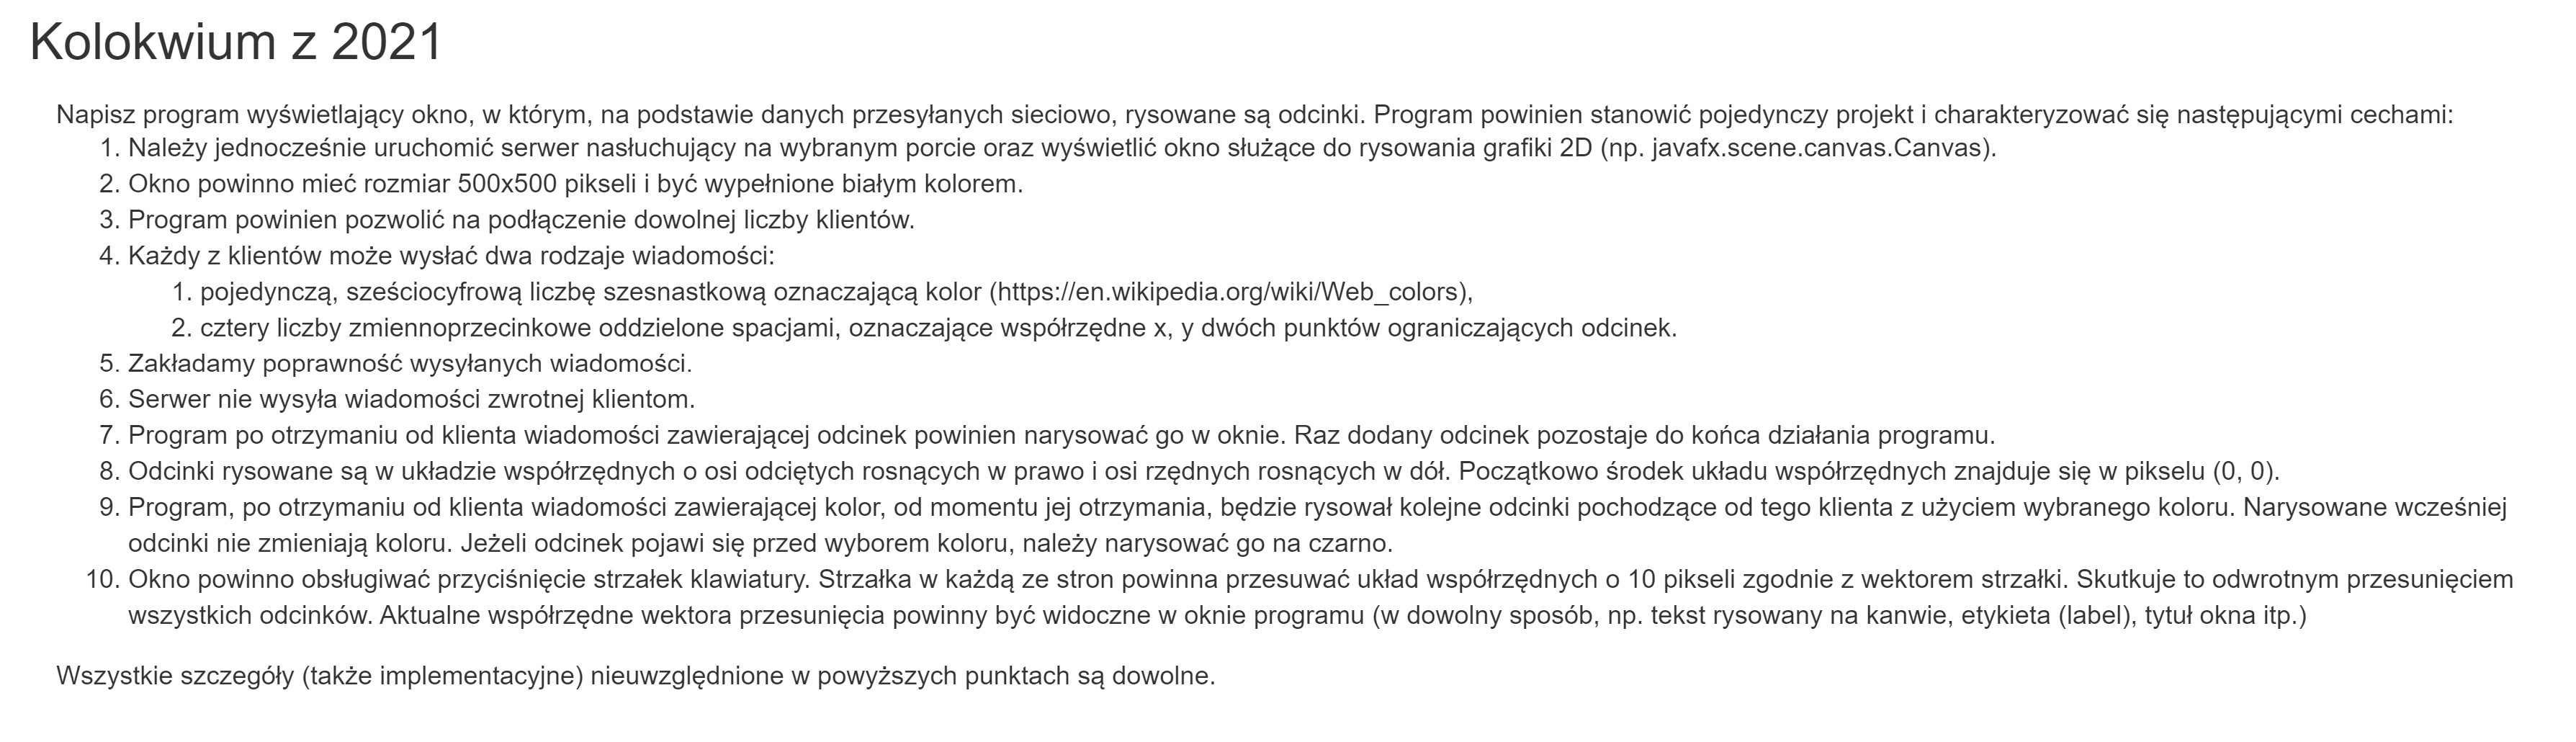 Kolokwium z 2021
Napisz program wyświetlający okno, w którym, na podstawie danych przesyłanych sieciowo, rysowane są odcinki. Program powinien stanowić pojedynczy projekt i charakteryzować się następującymi cechami:
1. Należy jednocześnie uruchomić serwer nasłuchujący na wybranym porcie oraz wyświetlić okno służące do rysowania grafiki 2D (np. javafx.scene.canvas.Canvas).
2. Okno powinno mieć rozmiar 500x500 pikseli i być wypełnione białym kolorem.
3. Program powinien pozwolić na podłączenie dowolnej liczby klientów.
4. Każdy z klientów może wysłać dwa rodzaje wiadomości:
1. pojedynczą, sześciocyfrową liczbę szesnastkową oznaczającą kolor (https://en.wikipedia.org/wiki/Web_colors),
2. cztery liczby zmiennoprzecinkowe oddzielone spacjami, oznaczające współrzędne x, y dwóch punktów ograniczających odcinek.
5. Zakładamy poprawność wysyłanych wiadomości.
6. Serwer nie wysyła wiadomości zwrotnej klientom.
7. Program po otrzymaniu od klienta wiadomości zawierającej odcinek powinien narysować go w oknie. Raz dodany odcinek pozostaje do końca działania programu.
8. Odcinki rysowane są w układzie współrzędnych o osi odciętych rosnących w prawo i osi rzędnych rosnących w dół. Początkowo środek układu współrzędnych znajduje się w pikselu (0, 0).
9. Program, po otrzymaniu od klienta wiadomości zawierającej kolor, od momentu jej otrzymania, będzie rysował kolejne odcinki pochodzące od tego klienta z użyciem wybranego koloru. Narysowane wcześniej
odcinki nie zmieniają koloru. Jeżeli odcinek pojawi się przed wyborem koloru, należy narysować go na czarno.
10. Okno powinno obsługiwać przyciśnięcie strzałek klawiatury. Strzałka w każdą ze stron powinna przesuwać układ współrzędnych o 10 pikseli zgodnie z wektorem strzałki. Skutkuje to odwrotnym przesunięciem
wszystkich odcinków. Aktualne współrzędne wektora przesunięcia powinny być widoczne w oknie programu (w dowolny sposób, np. tekst rysowany na kanwie, etykieta (label), tytuł okna itp.)
Wszystkie szczegóły (także implementacyjne) nieuwzględnione w powyższych punktach są dowolne.